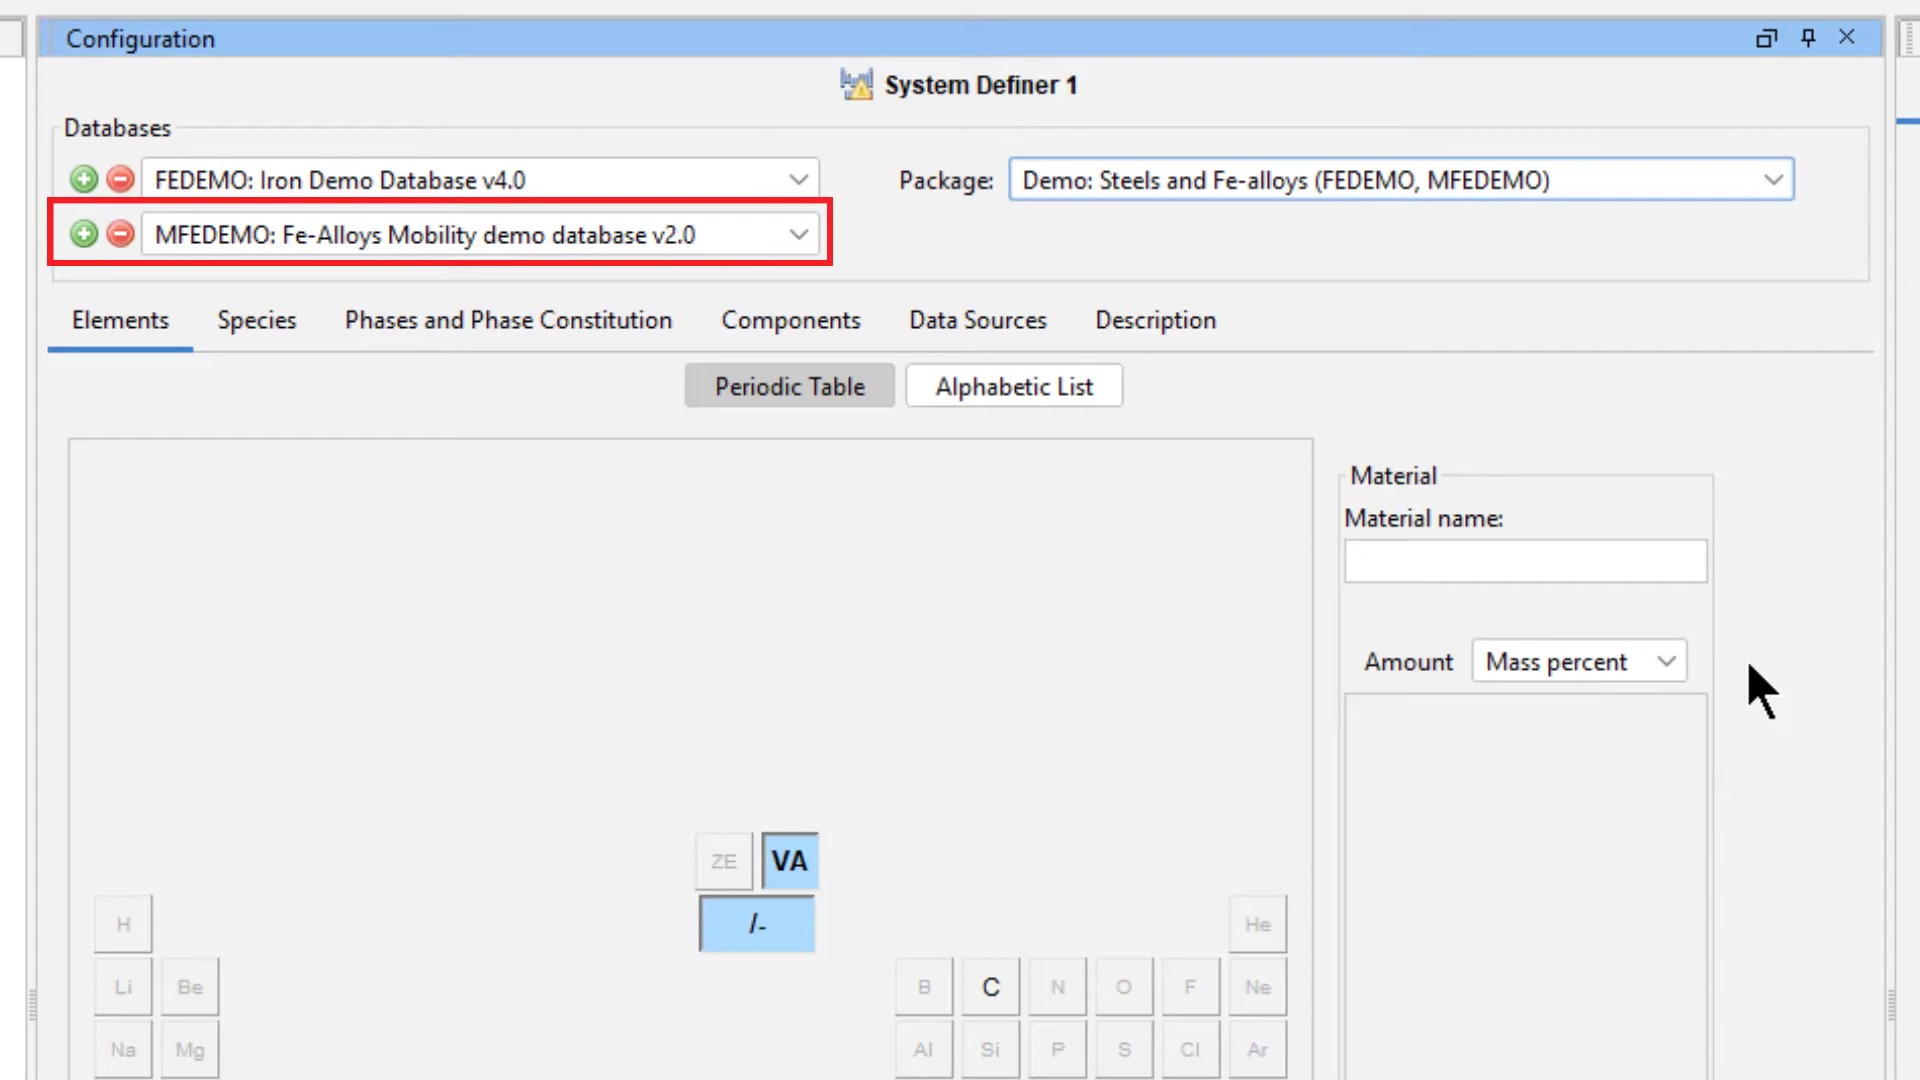 Configuration
System Definer 1
Databases
FEDEMO: Iron Demo Database v4.0
Package: Demo: Steels and Fe-alloys (FEDEMO, MFEDEMO)
MFEDEMO: Fe-Alloys Mobility demo database v2.0
Elements Species Phases and Phase Constitution Components Data Sources Description
Periodic Table Alphabetic List
Material
Material name:
Amount Mass percent
ZE VA
H /- He
Li Be B C N O F Ne
Na Mg Al Si P S Cl Ar